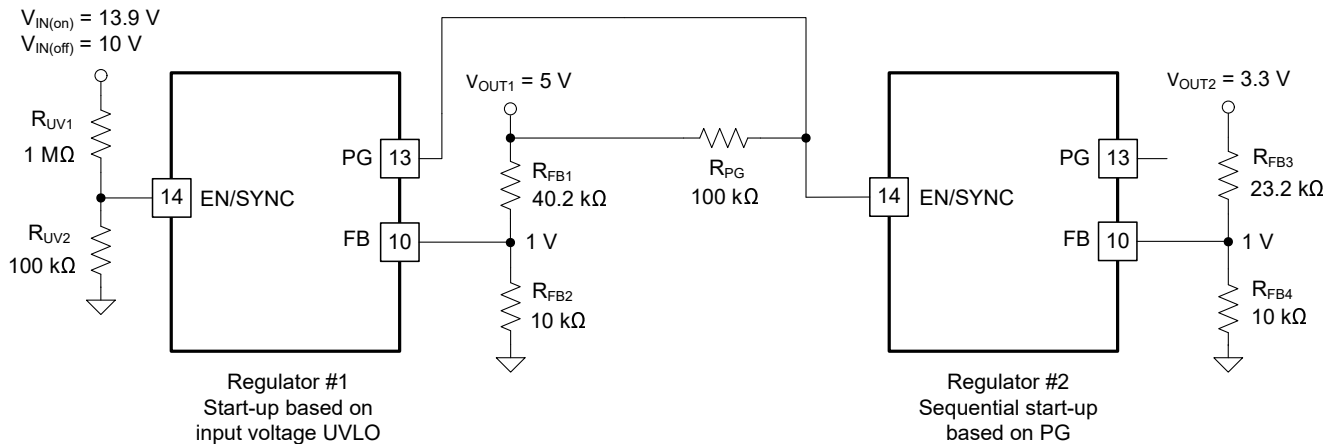 V_IN(on) = 13.9 V
V_IN(off) = 10 V
R_UV1
1 MΩ
R_UV2
100 kΩ
14
EN/SYNC
PG
13
FB
10
V_OUT1 = 5 V
R_FB1
40.2 kΩ
1 V
R_FB2
10 kΩ
R_PG
100 kΩ
14
EN/SYNC
PG
13
FB
10
V_OUT2 = 3.3 V
R_FB3
23.2 kΩ
1 V
R_FB4
10 kΩ
Regulator #1
Start-up based on
input voltage UVLO
Regulator #2
Sequential start-up
based on PG